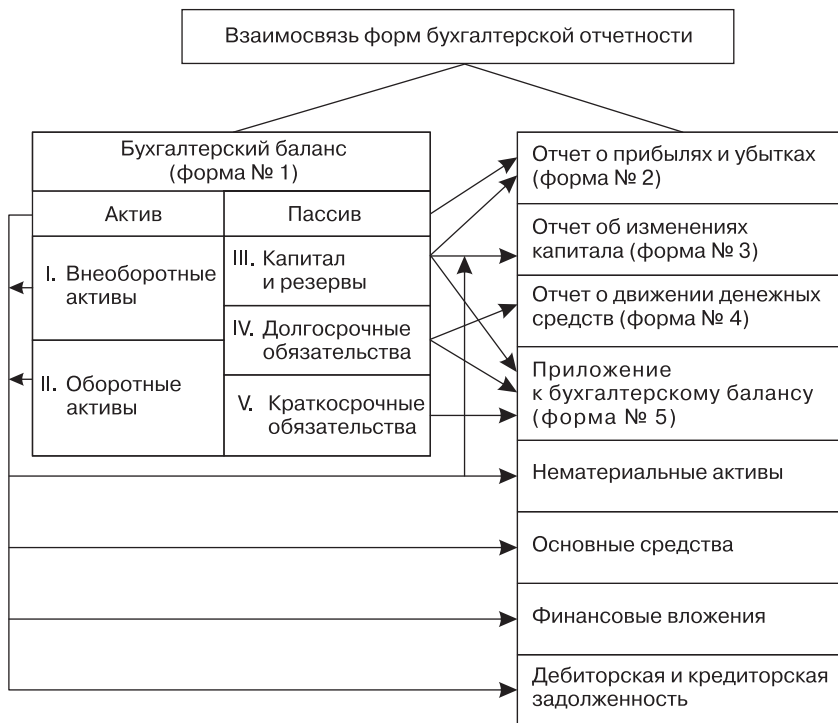 Взаимосвязь форм бухгалтерской отчетности
Бухгалтерский баланс
(форма № 1)
Актив
Пассив
I. Внеоборотные
активы
II. Оборотные
активы
III. Капитал
и резервы
IV. Долгосрочные
обязательства
V. Краткосрочные
обязательства
Отчет о прибылях и убытках
(форма № 2)
Отчет об изменениях
капитала (форма № 3)
Отчет о движении денежных
средств (форма № 4)
Приложение
к бухгалтерскому балансу
(форма № 5)
Нематериальные активы
Основные средства
Финансовые вложения
Дебиторская и кредиторская
задолженность